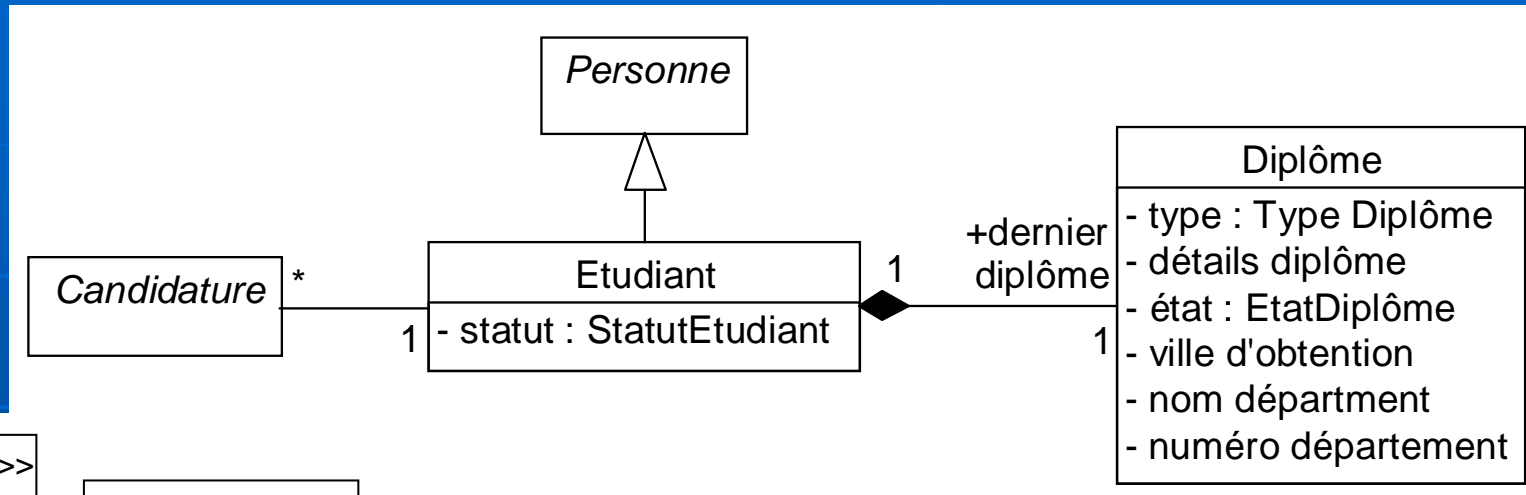 Personne
Candidature
*
1
Etudiant
- statut : StatutEtudiant
1
+dernier
diplôme
1
Diplôme
- type : Type Diplôme
- détails diplôme
- état : EtatDiplôme
- ville d'obtention
- nom départment
- numéro département
>>